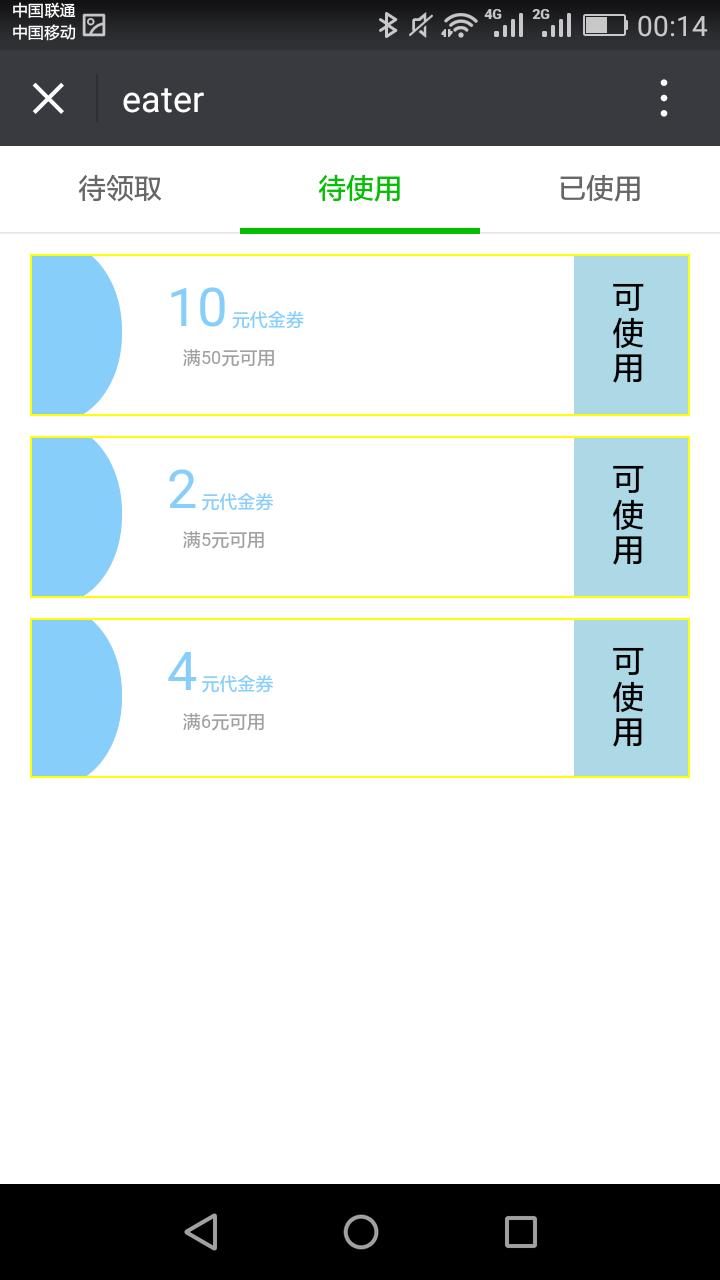 中国联通
中国移动
4G 2G 00:14
eater
待领取 待使用 已使用
10 元代金券
满50元可用
可使用
2 元代金券
满5元可用
可使用
4 元代金券
满6元可用
可使用